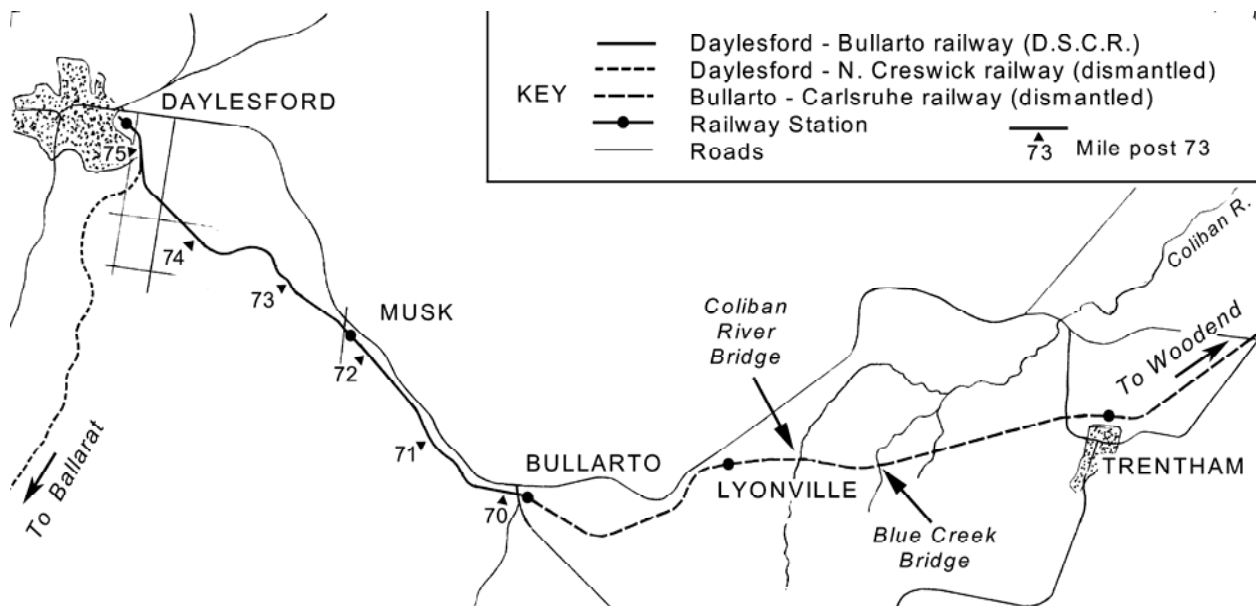 KEY
Daylesford - Bullarto railway (D.S.C.R.)
Daylesford - N. Creswick railway (dismantled)
Bullarto - Carlsruhe railway (dismantled)
Railway Station
Roads
73
Mile post 73
DAYLESFORD
75
74
73
MUSK
72
71
BULLARTO
70
To Ballarat
Coliban
River
Bridge
LYONVILLE
Blue Creek
Bridge
Coliban R.
To Woodend
TRENTHAM